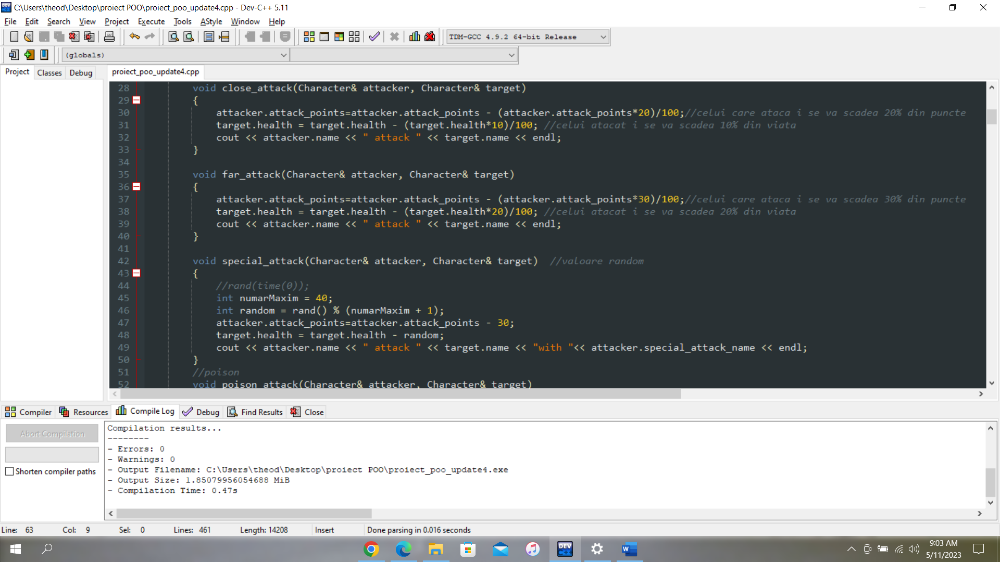 C:\Users\theod\Desktop\proiect POO\proiect_poo_update4.cpp - Dev-C++ 5.11
File Edit Search View Project Execute Tools AStyle Window Help
TDM-GCC 4.9.2 64-bit Release
(globals)
Project Classes Debug
proiect_poo_update4.cpp
28 void close_attack(Character& attacker, Character& target)
29 {
30 attacker.attack_points=attacker.attack_points - (attacker.attack_points*20)/100;//celui care ataca i se va scadea 20% din puncte
31 target.health = target.health - (target.health*10)/100; //celui atacat i se va scadea 10% din viata
32 cout << attacker.name << " attack " << target.name << endl;
33 }
34
35 void far_attack(Character& attacker, Character& target)
36 {
37 attacker.attack_points=attacker.attack_points - (attacker.attack_points*30)/100;//celui care ataca i se va scadea 30% din puncte
38 target.health = target.health - (target.health*20)/100; //celui atacat i se va scadea 20% din viata
39 cout << attacker.name << " attack " << target.name << endl;
40 }
41
42 void special_attack(Character& attacker, Character& target) //valoare random
43 {
44 //rand(time(0));
45 int numarMaxim = 40;
46 int random = rand() % (numarMaxim + 1);
47 attacker.attack_points=attacker.attack_points - 30;
48 target.health = target.health - random;
49 cout << attacker.name << " attack " << target.name << "with "<< attacker.special_attack_name << endl;
50 }
51 //poison
52 void poison_attack(Character& attacker, Character& target)
Compiler Resources Compile Log Debug Find Results Close
Abort Compilation
Shorten compiler paths
Compilation results...
--------
- Errors: 0
- Warnings: 0
- Output Filename: C:\Users\theod\Desktop\proiect POO\proiect_poo_update4.exe
- Output Size: 1.85079956054688 MiB
- Compilation Time: 0.47s
Line: 63 Col: 9 Sel: 0 Lines: 461 Length: 14208 Insert Done parsing in 0.016 seconds
DEV C++
W
9:03 AM
5/11/2023